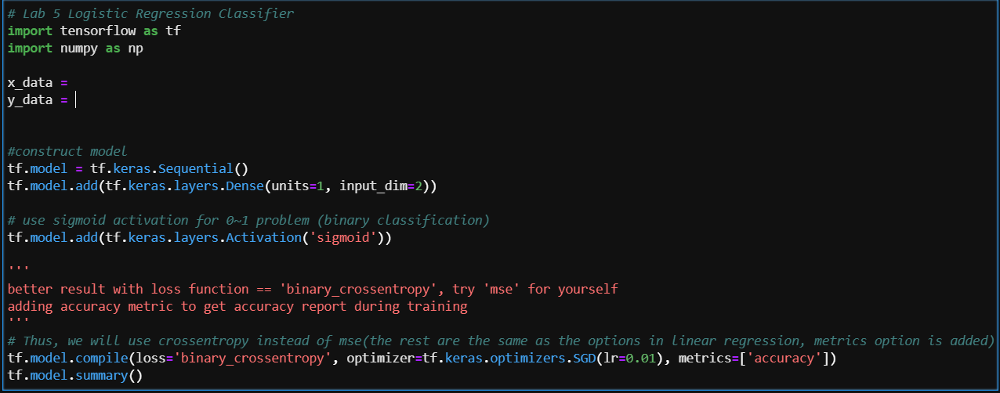 # Lab 5 Logistic Regression Classifier
import tensorflow as tf
import numpy as np
x_data =
y_data =
#construct model
tf.model = tf.keras.Sequential()
tf.model.add(tf.keras.layers.Dense(units=1, input_dim=2))
# use sigmoid activation for 0~1 problem (binary classification)
tf.model.add(tf.keras.layers.Activation('sigmoid'))
'''
better result with loss function == 'binary_crossentropy', try 'mse' for yourself
adding accuracy metric to get accuracy report during training
'''
# Thus, we will use crossentropy instead of mse(the rest are the same as the options in linear regression, metrics option is added)
tf.model.compile(loss='binary_crossentropy', optimizer=tf.keras.optimizers.SGD(lr=0.01), metrics=['accuracy'])
tf.model.summary()